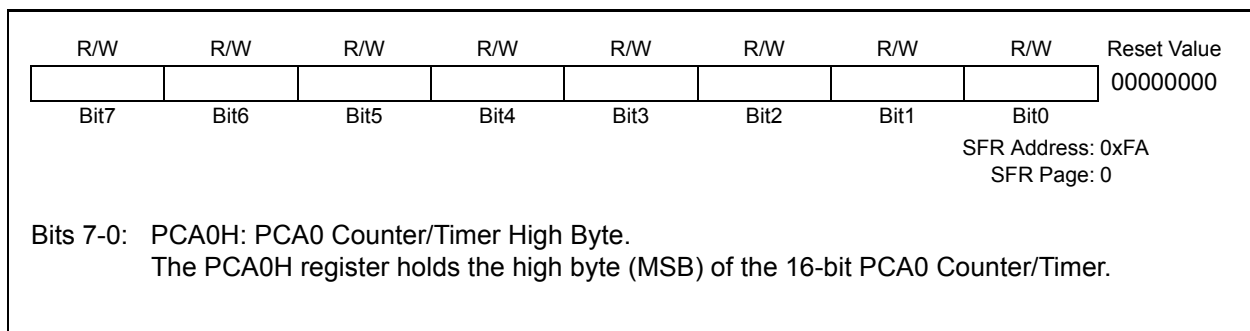 R/W R/W R/W R/W R/W R/W R/W R/W Reset Value
00000000
Bit7 Bit6 Bit5 Bit4 Bit3 Bit2 Bit1 Bit0
SFR Address: 0xFA
SFR Page: 0
Bits 7-0: PCA0H: PCA0 Counter/Timer High Byte.
The PCA0H register holds the high byte (MSB) of the 16-bit PCA0 Counter/Timer.